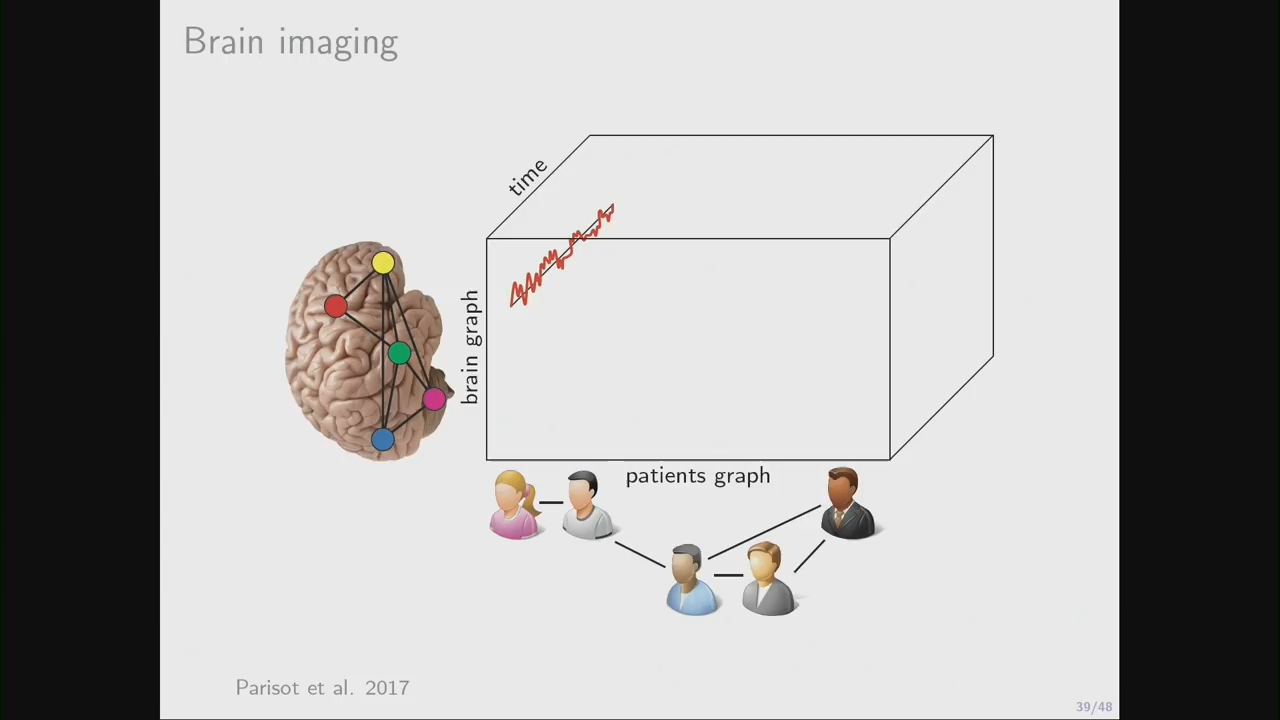 Brain imaging
time
brain graph
patients graph
Parisot et al. 2017
39/48